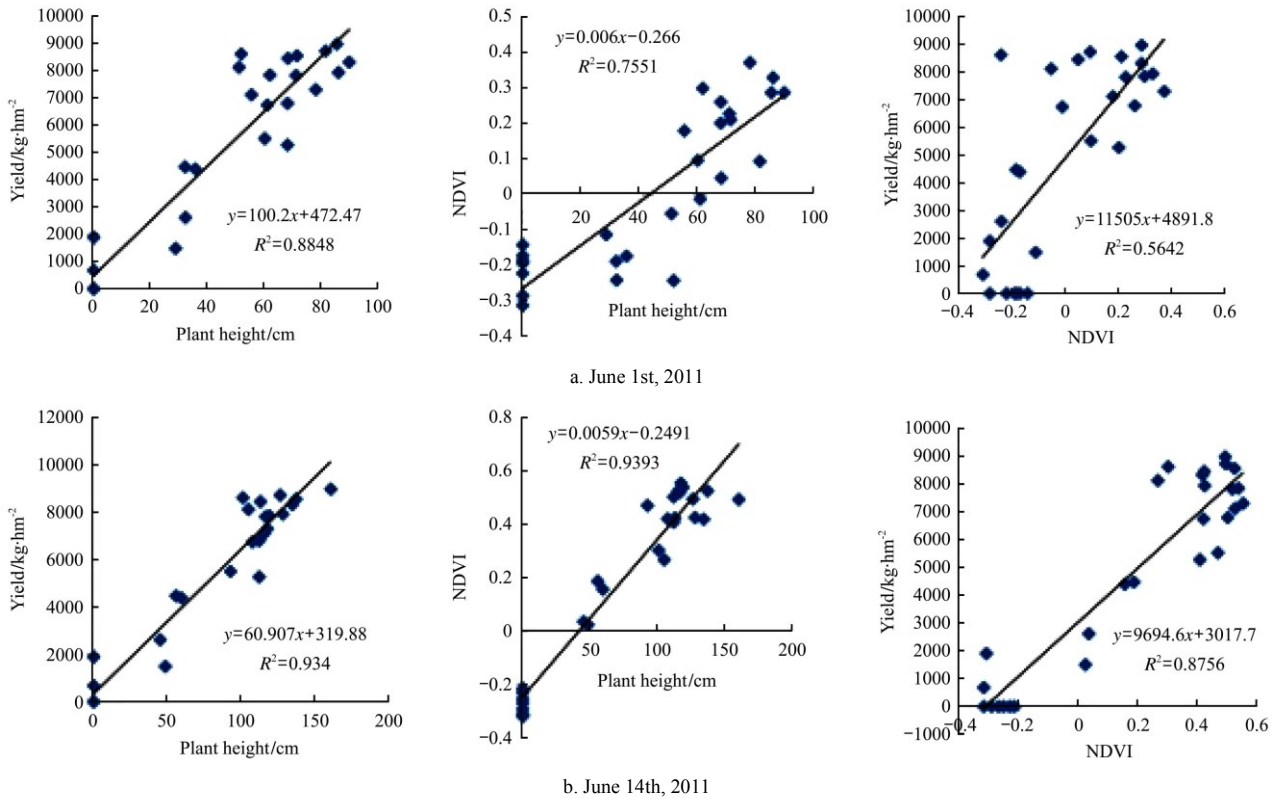 10000
9000
8000
7000
6000
5000
4000
3000
2000
1000
0
Yield/kg·hm-2
y=100.2x+472.47
R2=0.8848
0 20 40 60 80 100
Plant height/cm
0.5
0.4
0.3
0.2
0.1
0
−0.1
−0.2
−0.3
−0.4
NDVI
y=0.006x−0.266
R2=0.7551
20 40 60 80 100
Plant height/cm
10000
9000
8000
7000
6000
5000
4000
3000
2000
1000
0
Yield/kg·hm-2
y=11505x+4891.8
R2=0.5642
−0.4 −0.2 0 0.2 0.4 0.6
NDVI
a. June 1st, 2011
12000
10000
8000
6000
4000
2000
0
Yield/kg·hm-2
y=60.907x+319.88
R2=0.934
0 50 100 150 200
Plant height/cm
0.8
0.6
0.4
0.2
0
−0.2
−0.4
NDVI
y=0.0059x−0.2491
R2=0.9393
50 100 150 200
Plant height/cm
10000
9000
8000
7000
6000
5000
4000
3000
2000
1000
0
−1000
Yield/kg·hm-2
y=9694.6x+3017.7
R2=0.8756
−0.4 −0.2 0 0.2 0.4 0.6
NDVI
b. June 14th, 2011